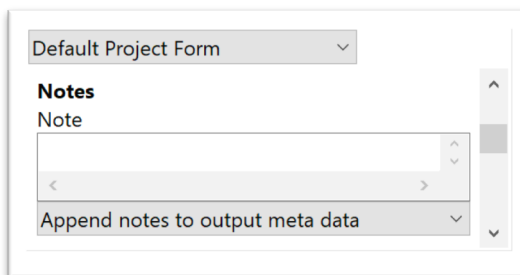 Default Project Form
Notes
Note
Append notes to output meta data